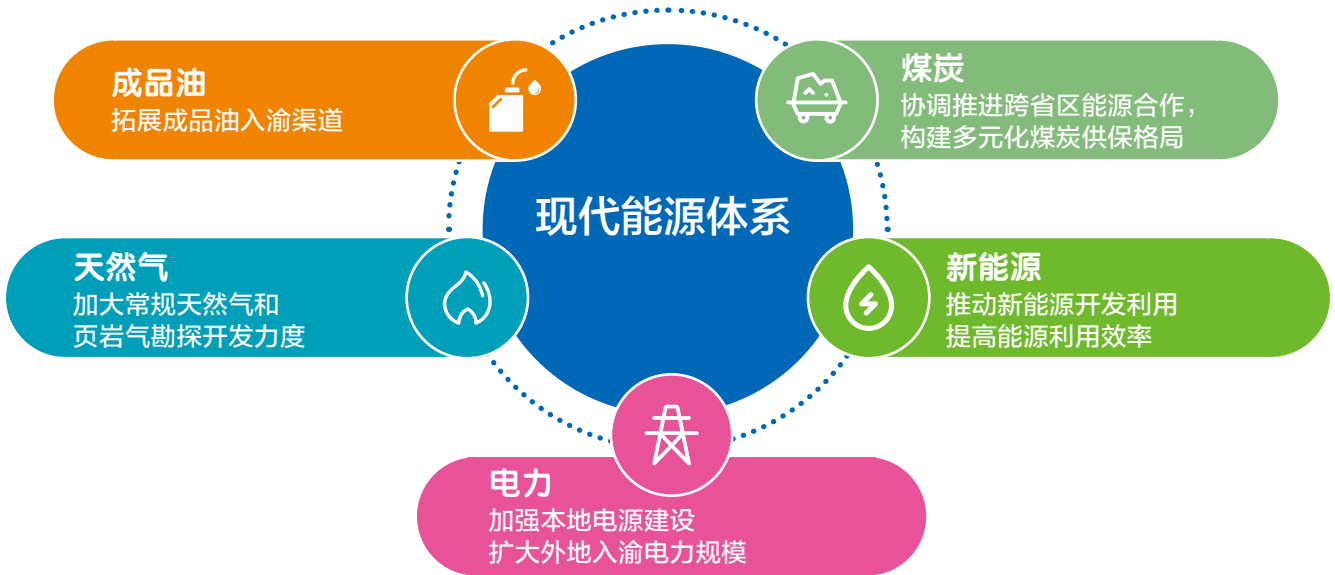 成品油
拓展成品油入渝渠道
煤炭
协调推进跨省区能源合作，
构建多元化煤炭供保格局
现代能源体系
天然气
加大常规天然气和
页岩气勘探开发力度
新能源
推动新能源开发利用
提高能源利用效率
电力
加强本地电源建设
扩大外地入渝电力规模